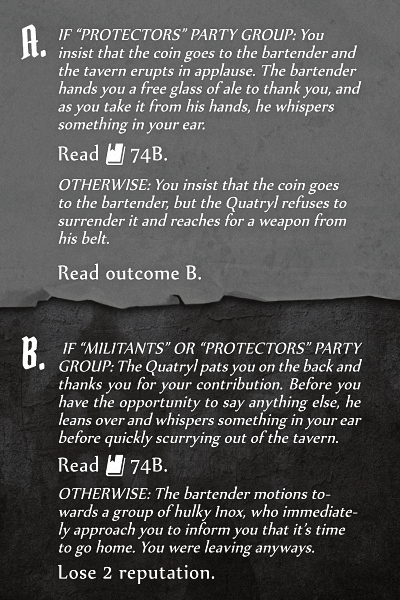 A. IF “PROTECTORS” PARTY GROUP: You
insist that the coin goes to the bartender and
the tavern erupts in applause. The bartender
hands you a free glass of ale to thank you, and
as you take it from his hands, he whispers
something in your ear.
Read 74B.
OTHERWISE: You insist that the coin goes
to the bartender, but the Quatryl refuses to
surrender it and reaches for a weapon from
his belt.
Read outcome B.
B. IF “MILITANTS” OR “PROTECTORS” PARTY
GROUP: The Quatryl pats you on the back and
thanks you for your contribution. Before you
have the opportunity to say anything else, he
leans over and whispers something in your ear
before quickly scurrying out of the tavern.
Read 74B.
OTHERWISE: The bartender motions to-
wards a group of hulky Inox, who immediate-
ly approach you to inform you that it’s time
to go home. You were leaving anyways.
Lose 2 reputation.